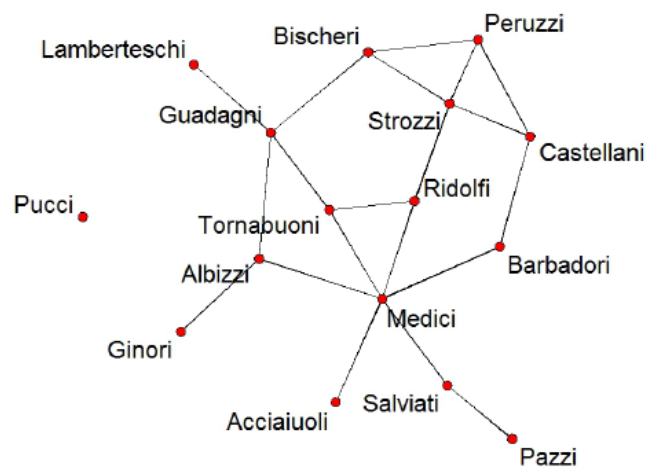 Peruzzi
Bischeri
Lamberteschi
Guadagni
Strozzi
Castellani
Ridolfi
Pucci
Tornabuoni
Barbadori
Albizzi
Medici
Ginori
Salviati
Acciaiuoli
Pazzi